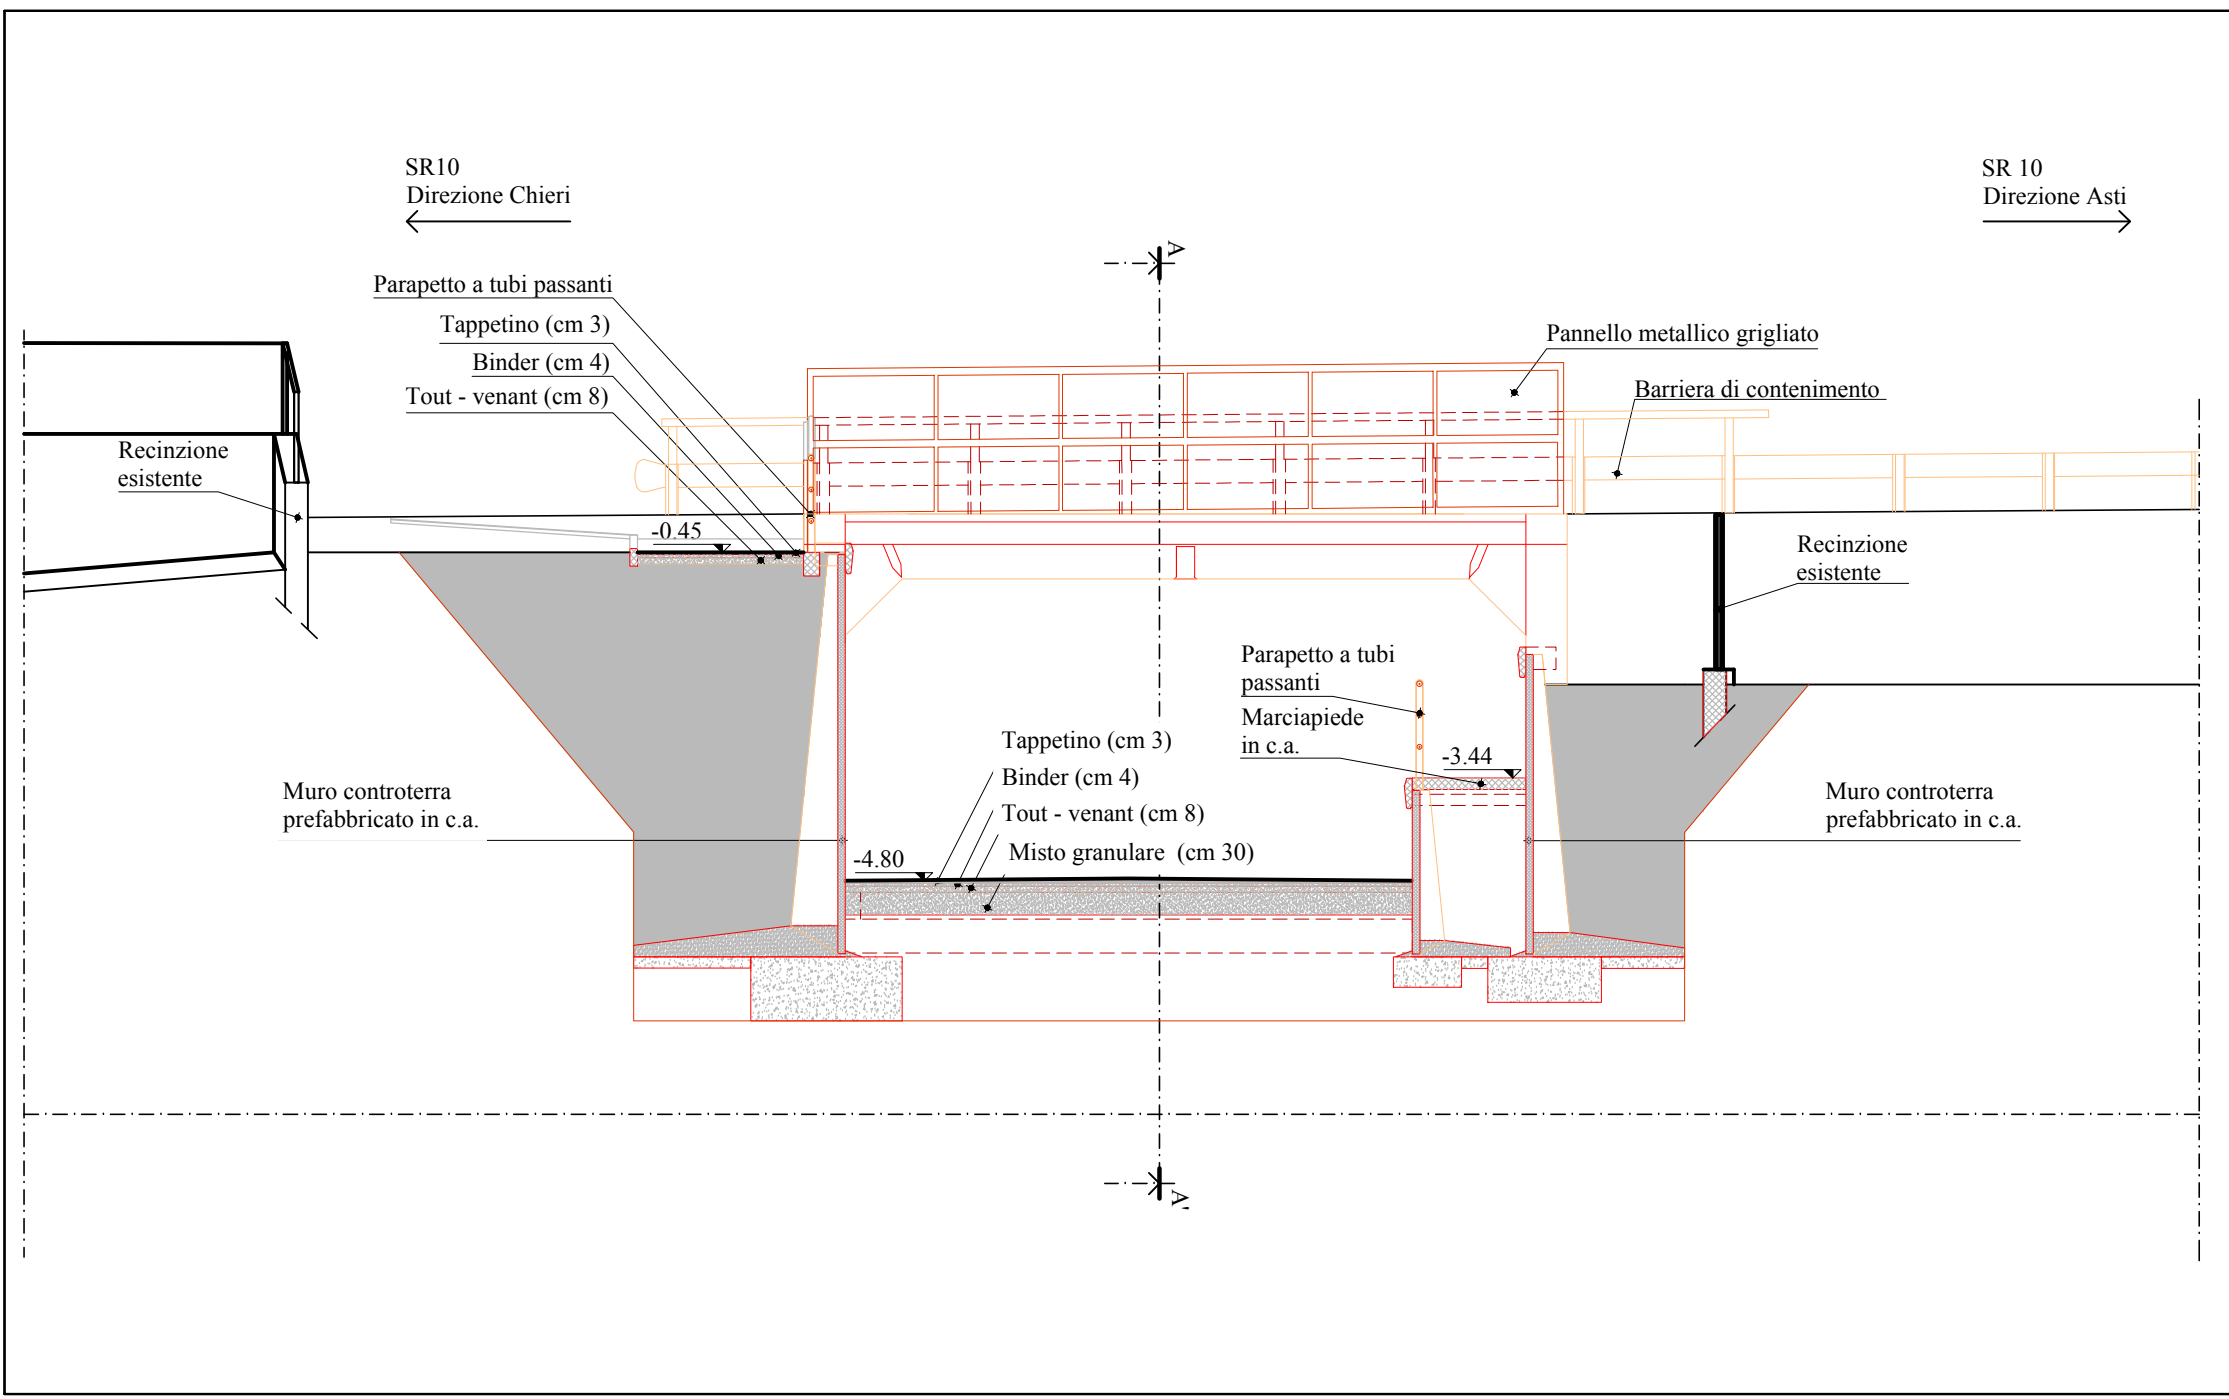 SR10
Direzione Chieri
SR 10
Direzione Asti
A
Parapetto a tubi passanti
Tappetino (cm 3)
Binder (cm 4)
Tout - venant (cm 8)
Pannello metallico grigliato
Barriera di contenimento
Recinzione
esistente
-0.45
Recinzione
esistente
Parapetto a tubi
passanti
Marciapiede
in c.a.
-3.44
Tappetino (cm 3)
Binder (cm 4)
Tout - venant (cm 8)
Misto granulare (cm 30)
-4.80
Muro controterra
prefabbricato in c.a.
Muro controterra
prefabbricato in c.a.
A'